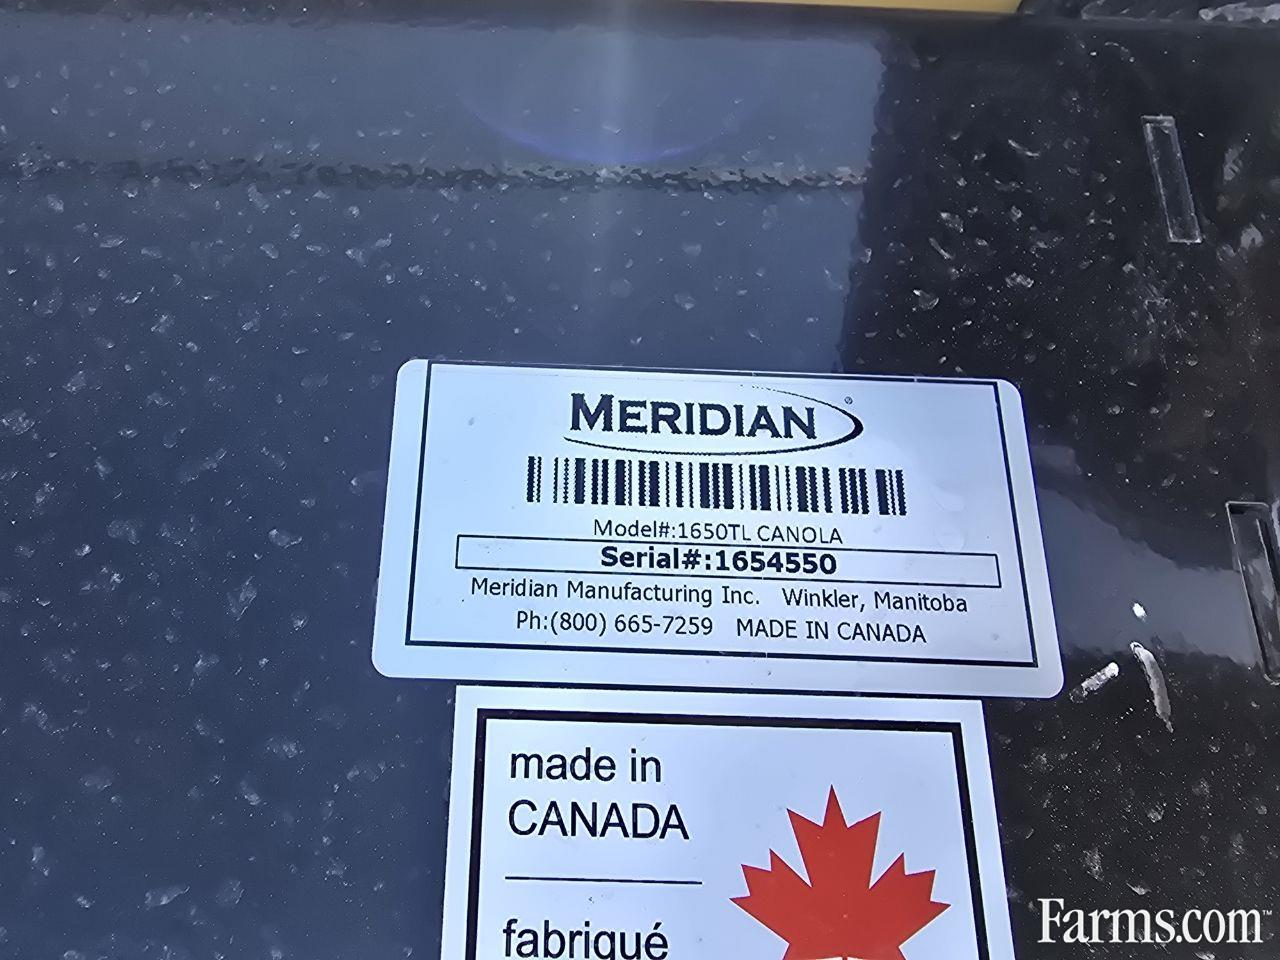 MERIDIAN®
Model#:1650TL CANOLA
Serial#:1654550
Meridian Manufacturing Inc. Winkler, Manitoba
Ph:(800) 665-7259 MADE IN CANADA
made in
CANADA
fabriqué
Farms.com™